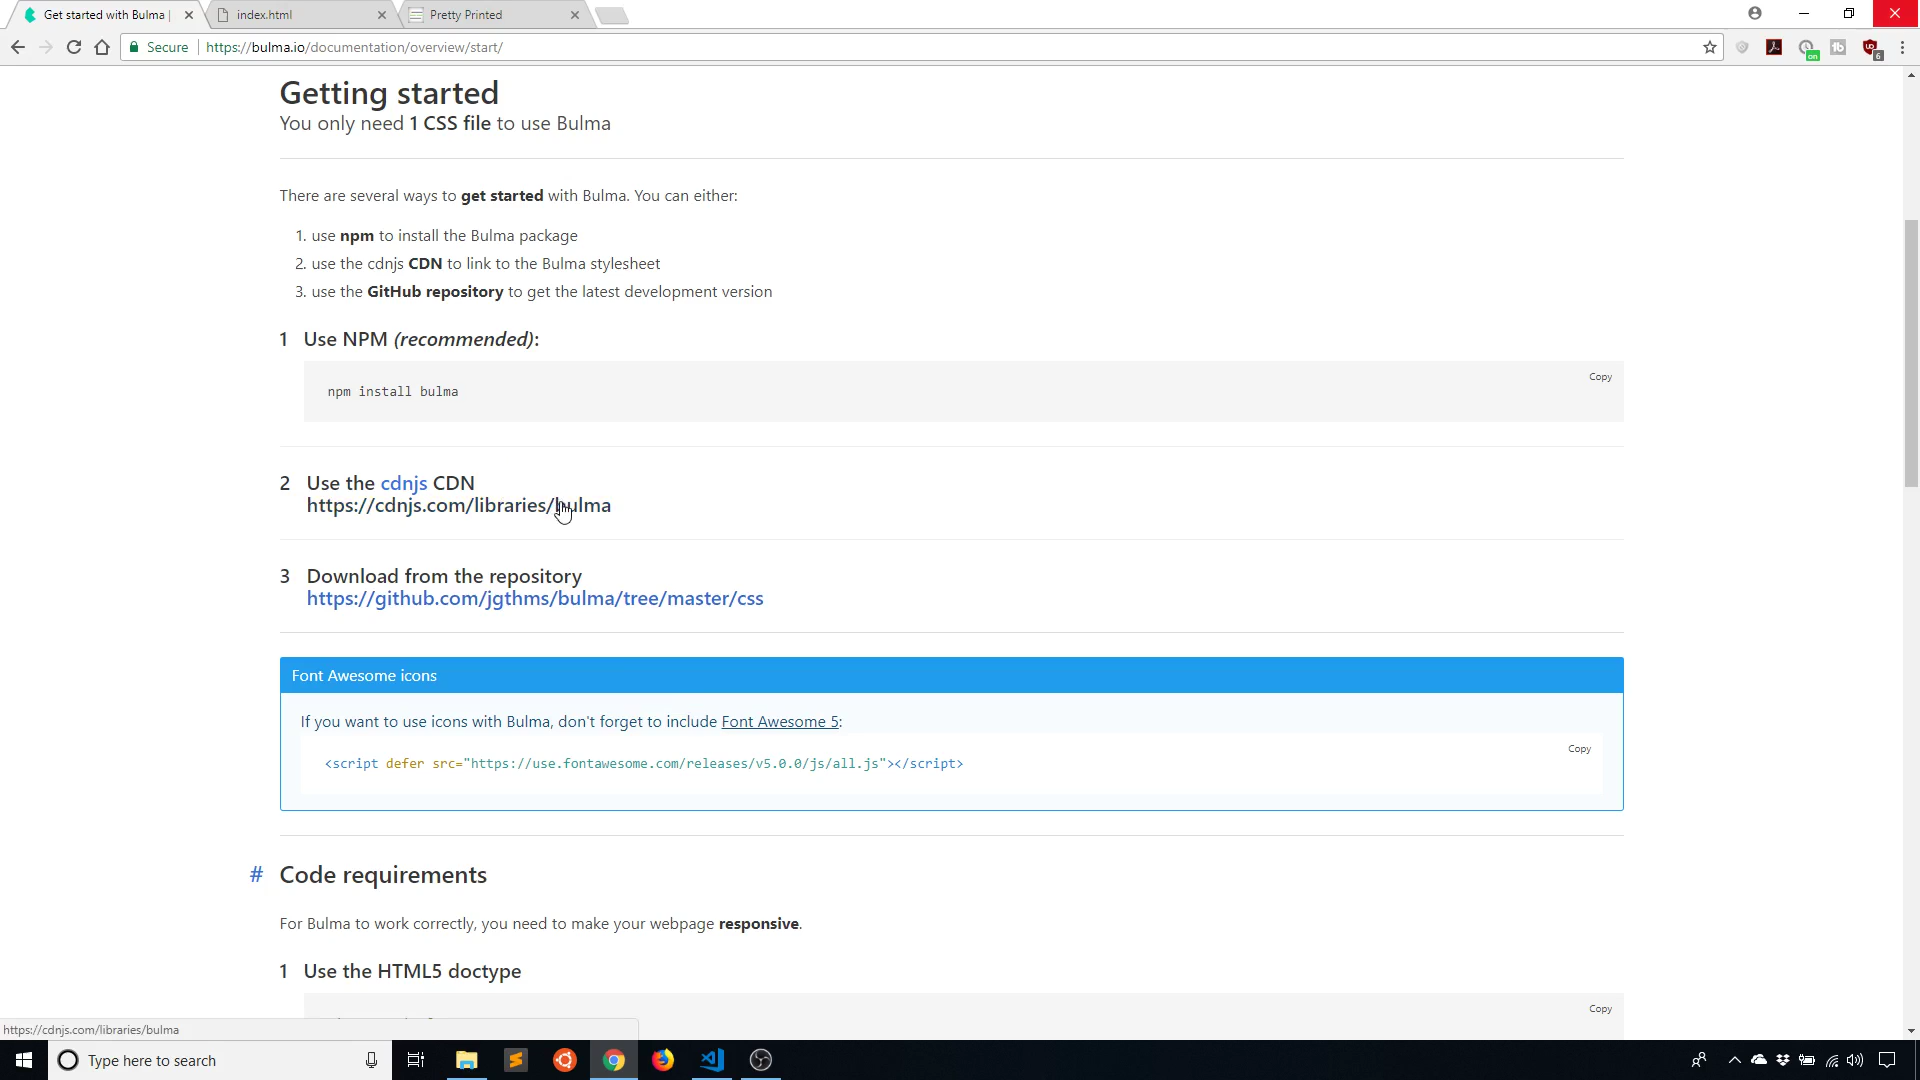 Get started with Bulma |
index.html
Pretty Printed
Secure https://bulma.io/documentation/overview/start/
on
6
Getting started
You only need 1 CSS file to use Bulma
There are several ways to get started with Bulma. You can either:
1. use npm to install the Bulma package
2. use the cdnjs CDN to link to the Bulma stylesheet
3. use the GitHub repository to get the latest development version
1 Use NPM (recommended):
Copy
npm install bulma
2 Use the cdnjs CDN
https://cdnjs.com/libraries/bulma
3 Download from the repository
https://github.com/jgthms/bulma/tree/master/css
Font Awesome icons
If you want to use icons with Bulma, don't forget to include Font Awesome 5:
Copy
<script defer src="https://use.fontawesome.com/releases/v5.0.0/js/all.js"></script>
# Code requirements
For Bulma to work correctly, you need to make your webpage responsive.
1 Use the HTML5 doctype
Copy
https://cdnjs.com/libraries/bulma
Type here to search